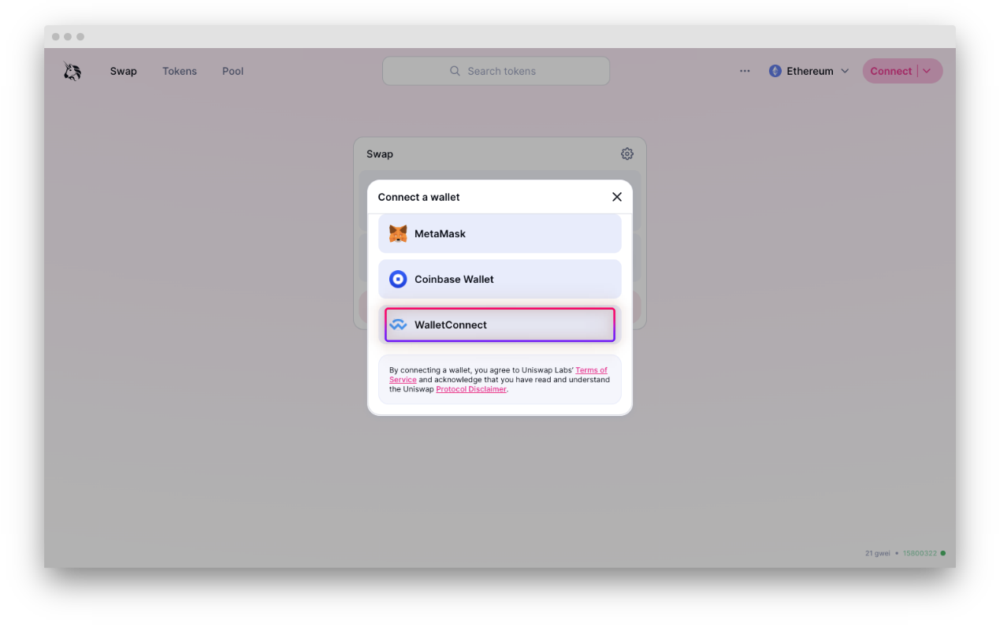 Swap Tokens Pool Search tokens ··· Ethereum Connect
Swap
Connect a wallet
MetaMask
Coinbase Wallet
WalletConnect
By connecting a wallet, you agree to Uniswap Labs’ Terms of
Service and acknowledge that you have read and understand
the Uniswap Protocol Disclaimer.
21 gwei • 15800322